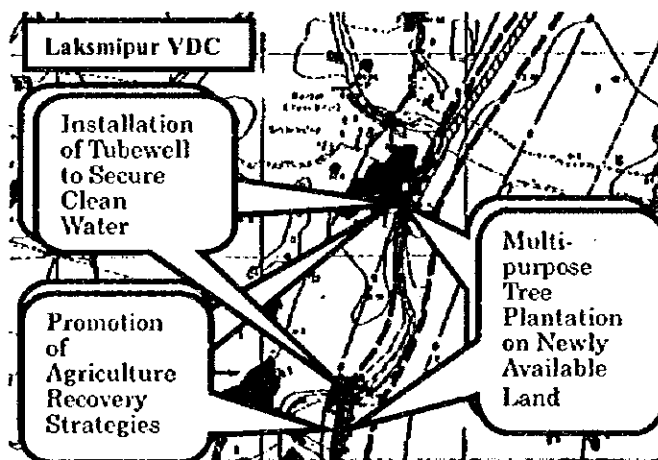 Laksmipur VDC
Installation
of Tubewell
to Secure
Clean
Water
Multi-
purpose
Tree
Plantation
on Newly
Available
Land
Promotion
of
Agriculture
Recovery
Strategies